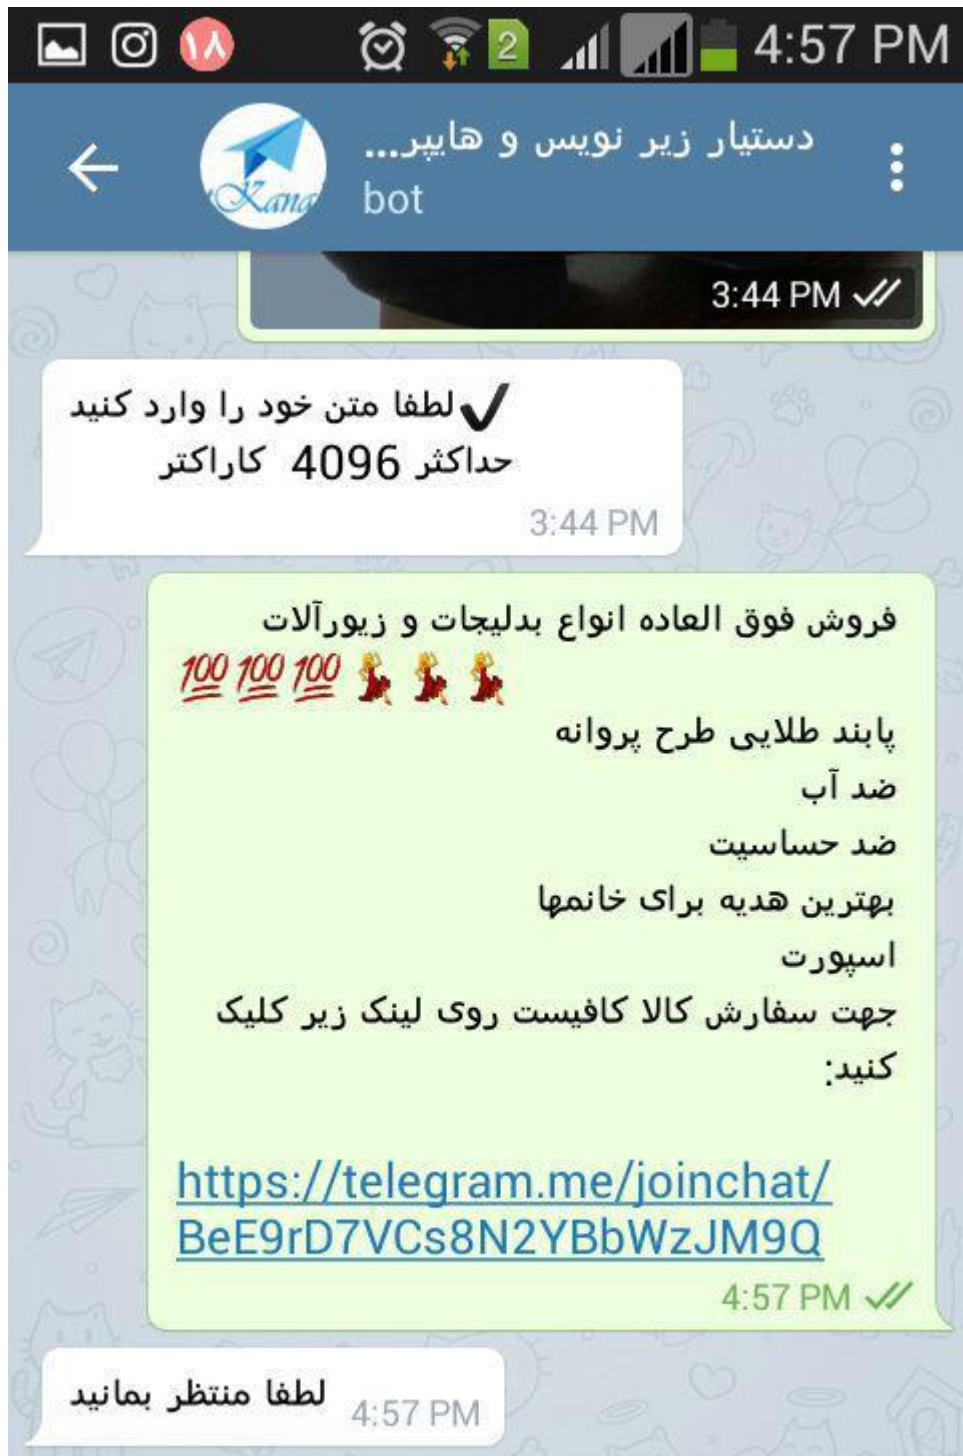 ۱۸
2
4:57 PM
دستیار زیر نویس و هایپر...
bot
Kana
3:44 PM
✔لطفا متن خود را وارد کنید
حداکثر 4096 کاراکتر
3:44 PM
فروش فوق العاده انواع بدلیجات و زیورآلات
💯💯💯💃💃💃
پابند طلایی طرح پروانه
ضد آب
ضد حساسیت
بهترین هدیه برای خانمها
اسپورت
جهت سفارش کالا کافیست روی لینک زیر کلیک
کنید:
https://telegram.me/joinchat/
BeE9rD7VCs8N2YBbWzJM9Q
4:57 PM
لطفا منتظر بمانید
4:57 PM